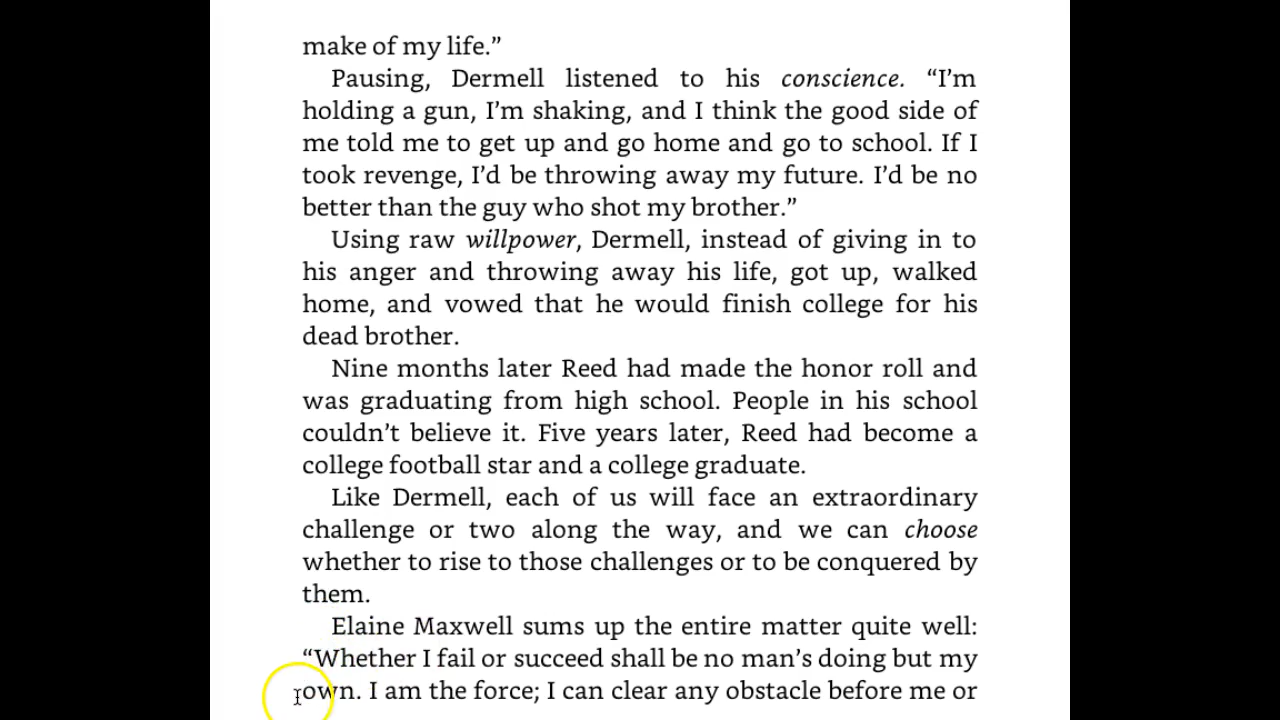 make of my life.”
Pausing, Dermell listened to his conscience. “I’m
holding a gun, I’m shaking, and I think the good side of
me told me to get up and go home and go to school. If I
took revenge, I’d be throwing away my future. I’d be no
better than the guy who shot my brother.”
Using raw willpower, Dermell, instead of giving in to
his anger and throwing away his life, got up, walked
home, and vowed that he would finish college for his
dead brother.
Nine months later Reed had made the honor roll and
was graduating from high school. People in his school
couldn’t believe it. Five years later, Reed had become a
college football star and a college graduate.
Like Dermell, each of us will face an extraordinary
challenge or two along the way, and we can choose
whether to rise to those challenges or to be conquered by
them.
Elaine Maxwell sums up the entire matter quite well:
“Whether I fail or succeed shall be no man’s doing but my
own. I am the force; I can clear any obstacle before me or